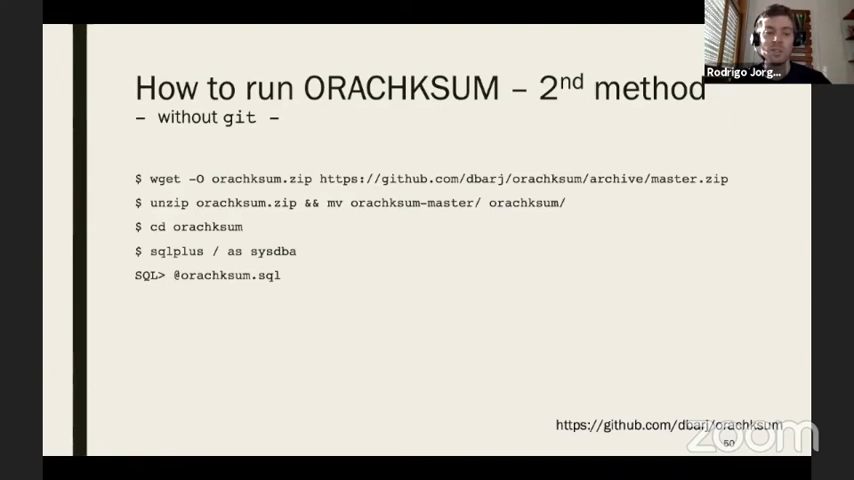 How to run ORACHKSUM – 2nd method
- without git -
$ wget -O orachksum.zip https://github.com/dbarj/orachksum/archive/master.zip
$ unzip orachksum.zip && mv orachksum-master/ orachksum/
$ cd orachksum
$ sqlplus / as sysdba
SQL> @orachksum.sql
https://github.com/dbarj/orachksum
50
zoom
Rodrigo Jorg...